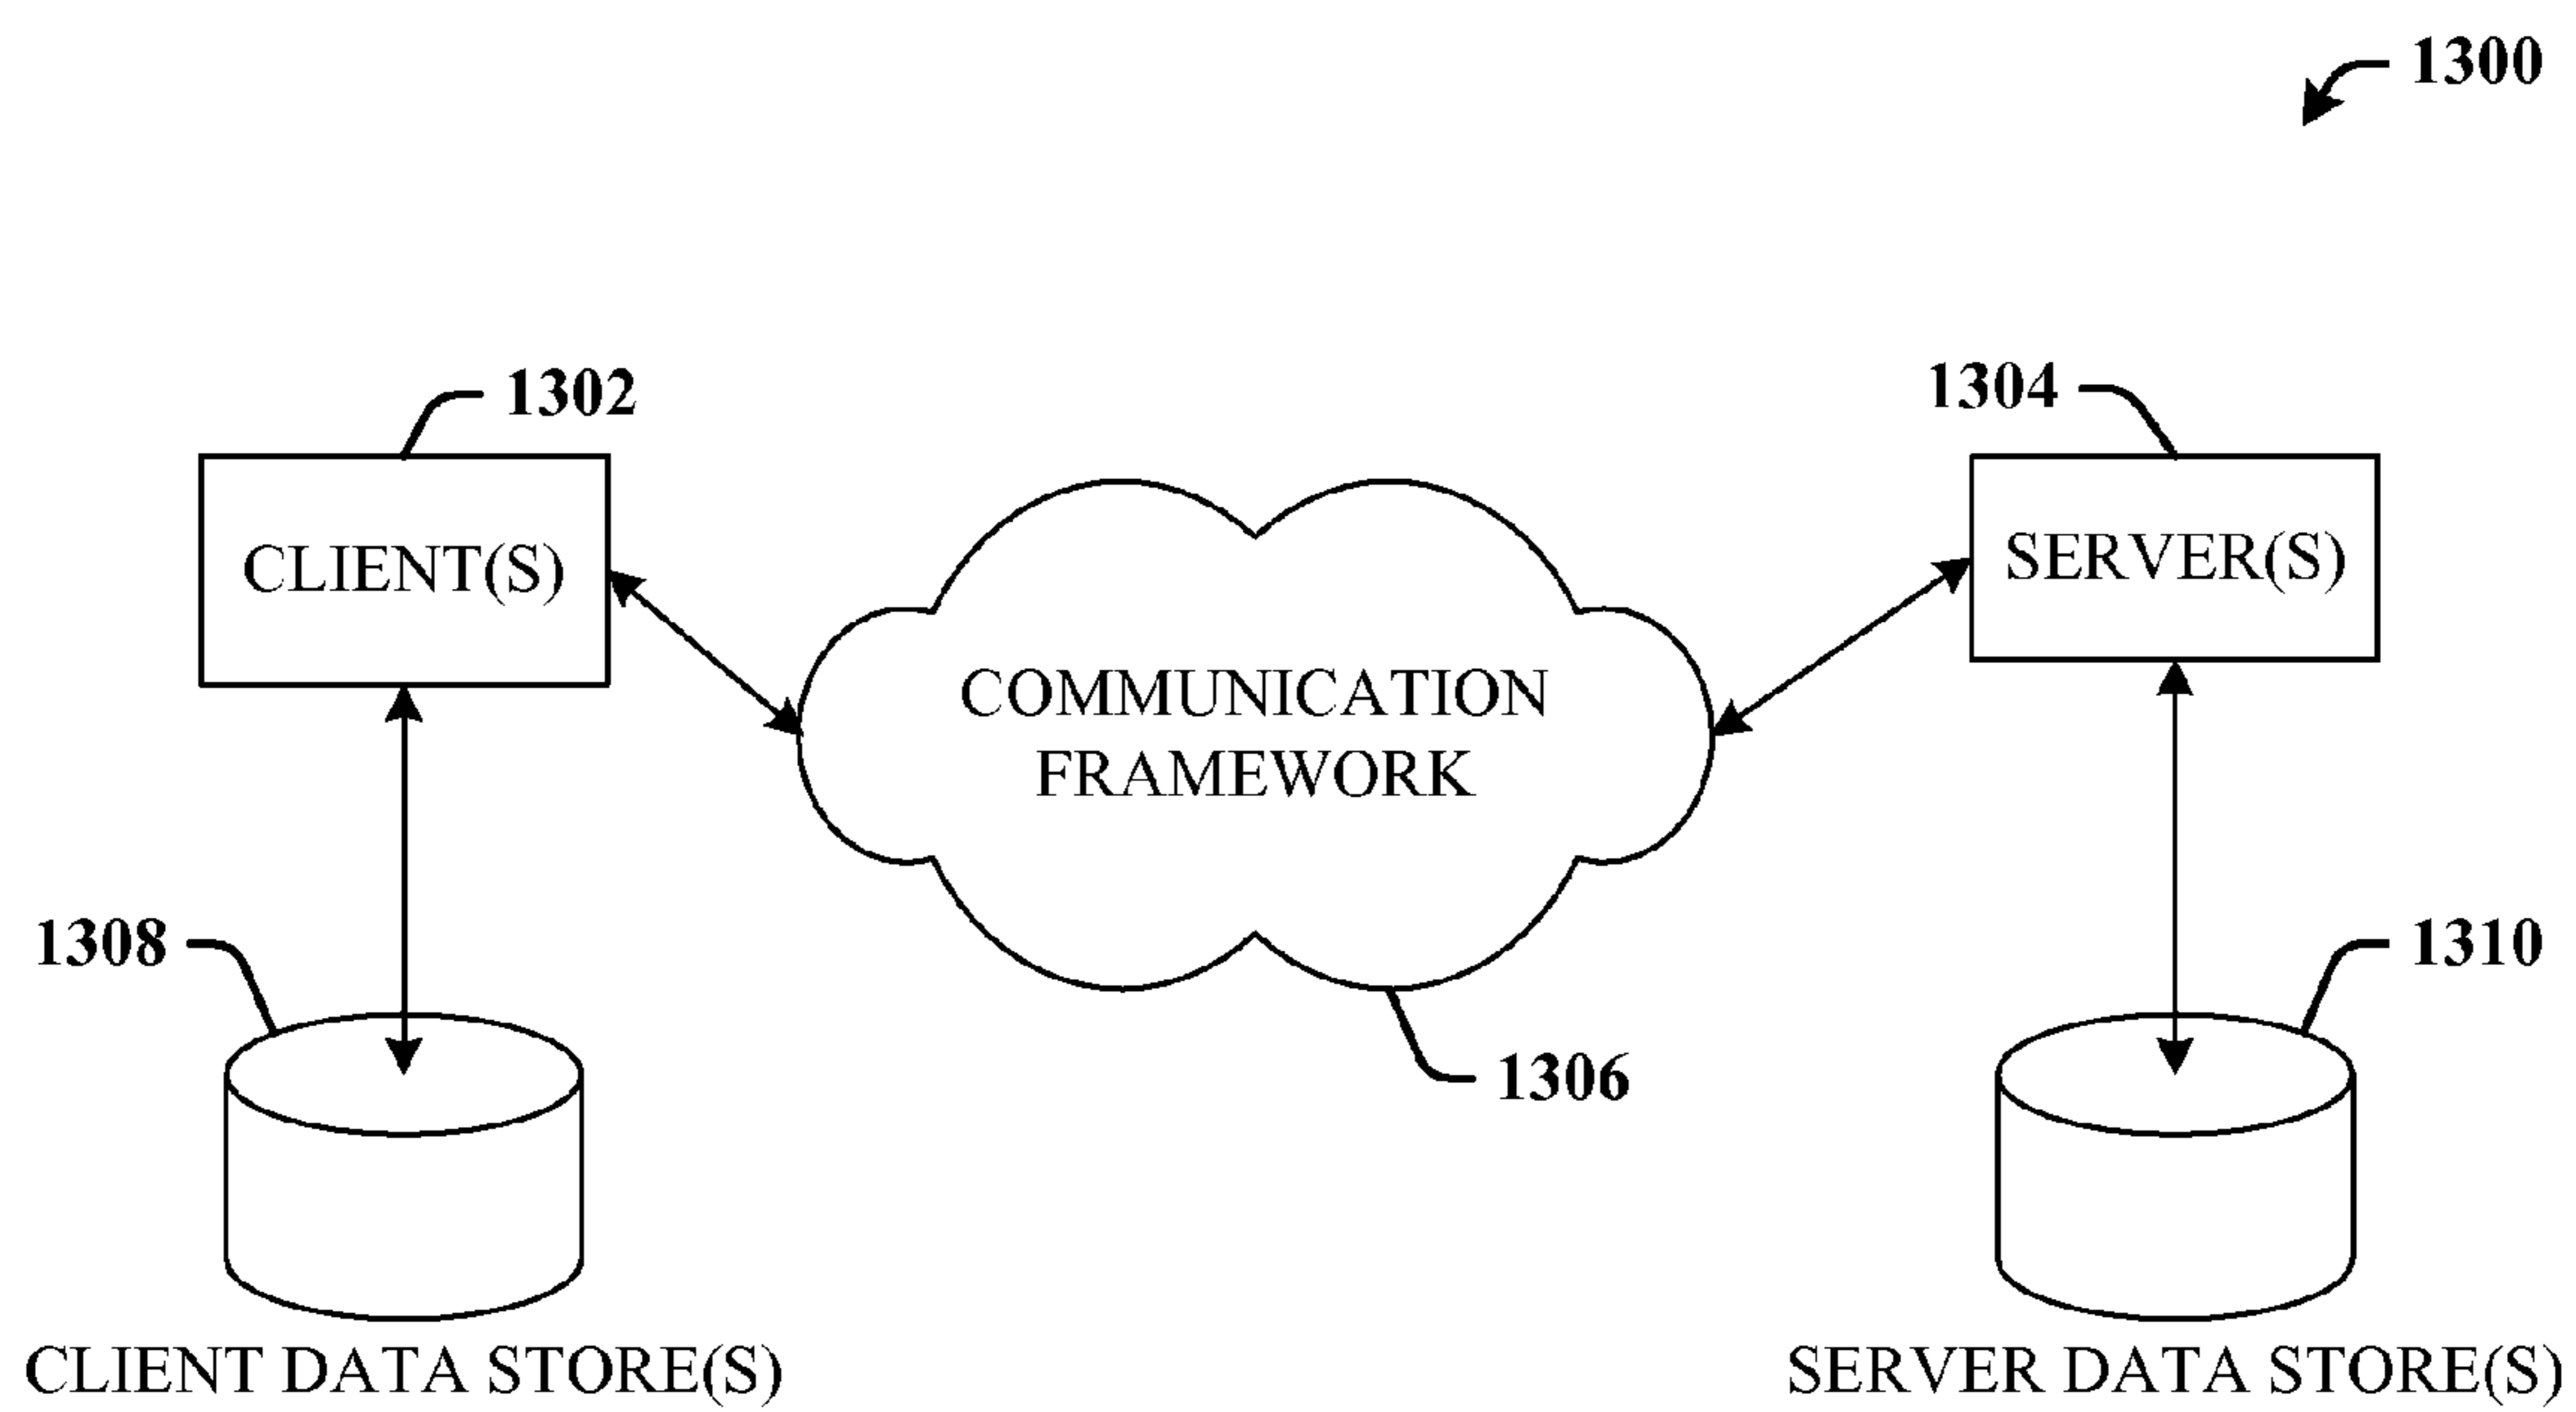 1300
1302
1304
CLIENT(S)
SERVER(S)
COMMUNICATION
FRAMEWORK
1308
1310
1306
CLIENT DATA STORE(S)
SERVER DATA STORE(S)